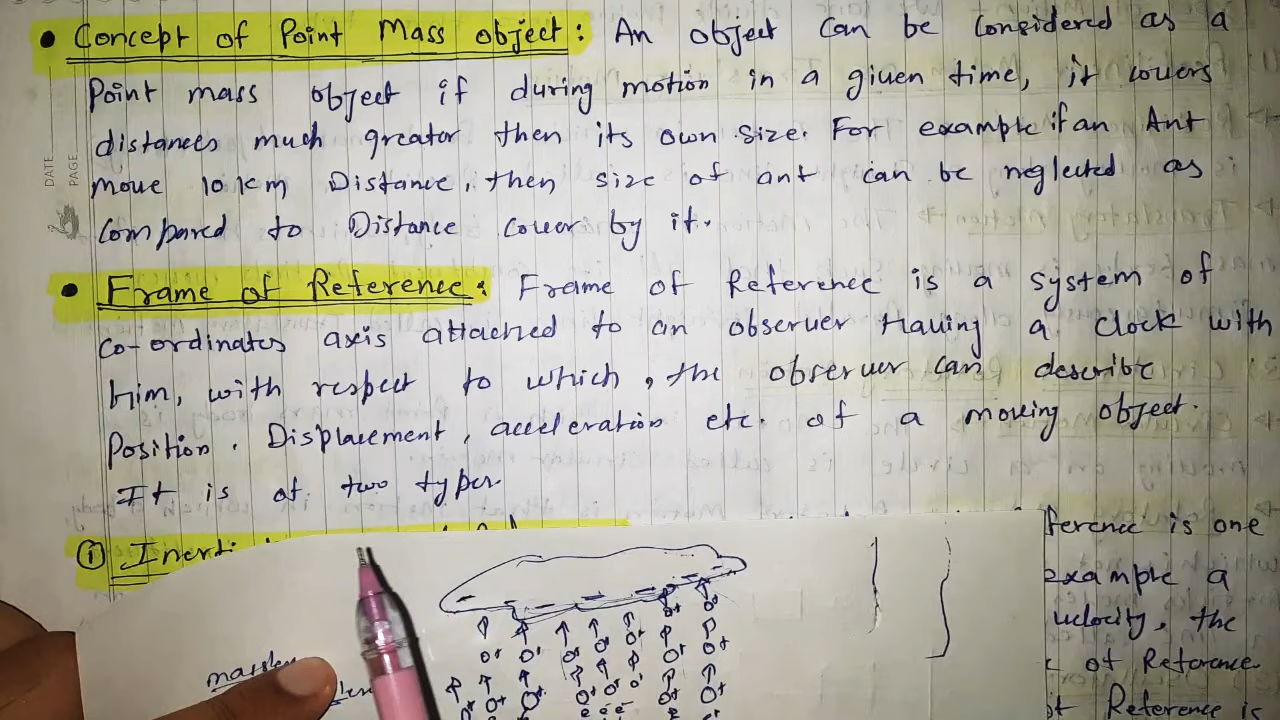 • Concept of Point Mass object: An object can be considered as a
Point mass object if during motion in a given time, it covers
distances much greater then its own size. For example if an Ant
move 10 km Distance, then size of ant can be neglected as
compared to Distance cover by it.
• Frame of Reference: Frame of Reference is a system of
co-ordinates axis attached to an observer Having a clock with
him, with respect to which, the observer can describe
Position, Displacement, acceleration etc. of a moving object.
It is of two types
① Inerti
ference is one
example a
velocity, the
of Reference
Reference is
DATE
PAGE